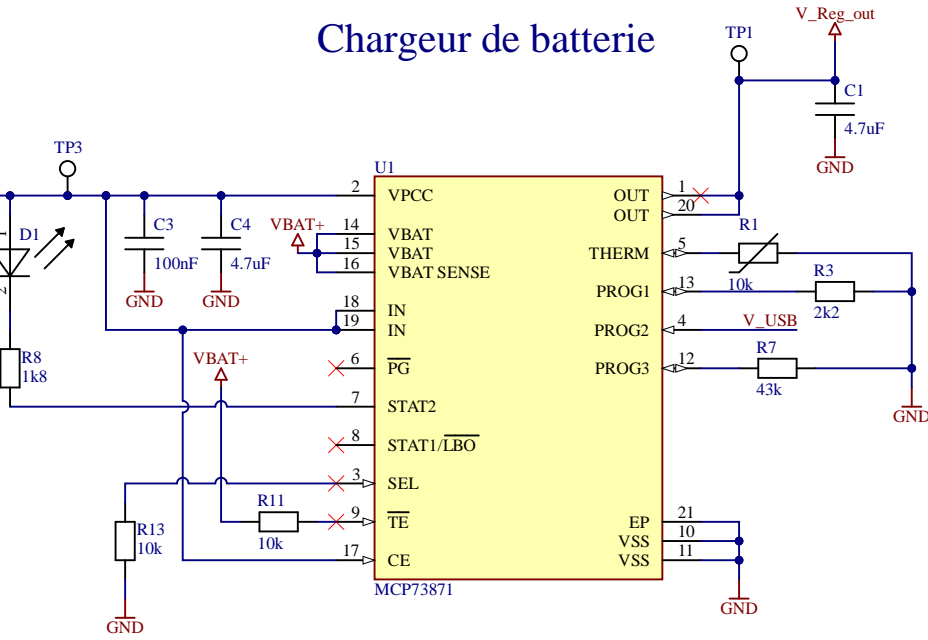 Chargeur de batterie
V_Reg_out
TP1
C1
4.7uF
GND
TP3
U1
2 VPCC
OUT 1
OUT 20
D1
1
2
C3
100nF
GND
C4
4.7uF
GND
VBAT+
14 VBAT
15 VBAT
16 VBAT SENSE
THERM 5
R1
10k
PROG1 13
R3
2k2
18 IN
19 IN
PROG2 4
V_USB
R8
1k8
VBAT+
6 PG
PROG3 12
R7
43k
GND
7 STAT2
8 STAT1/LBO
3 SEL
R11
10k
9 TE
R13
10k
17 CE
EP 21
VSS 10
VSS 11
MCP73871
GND
GND